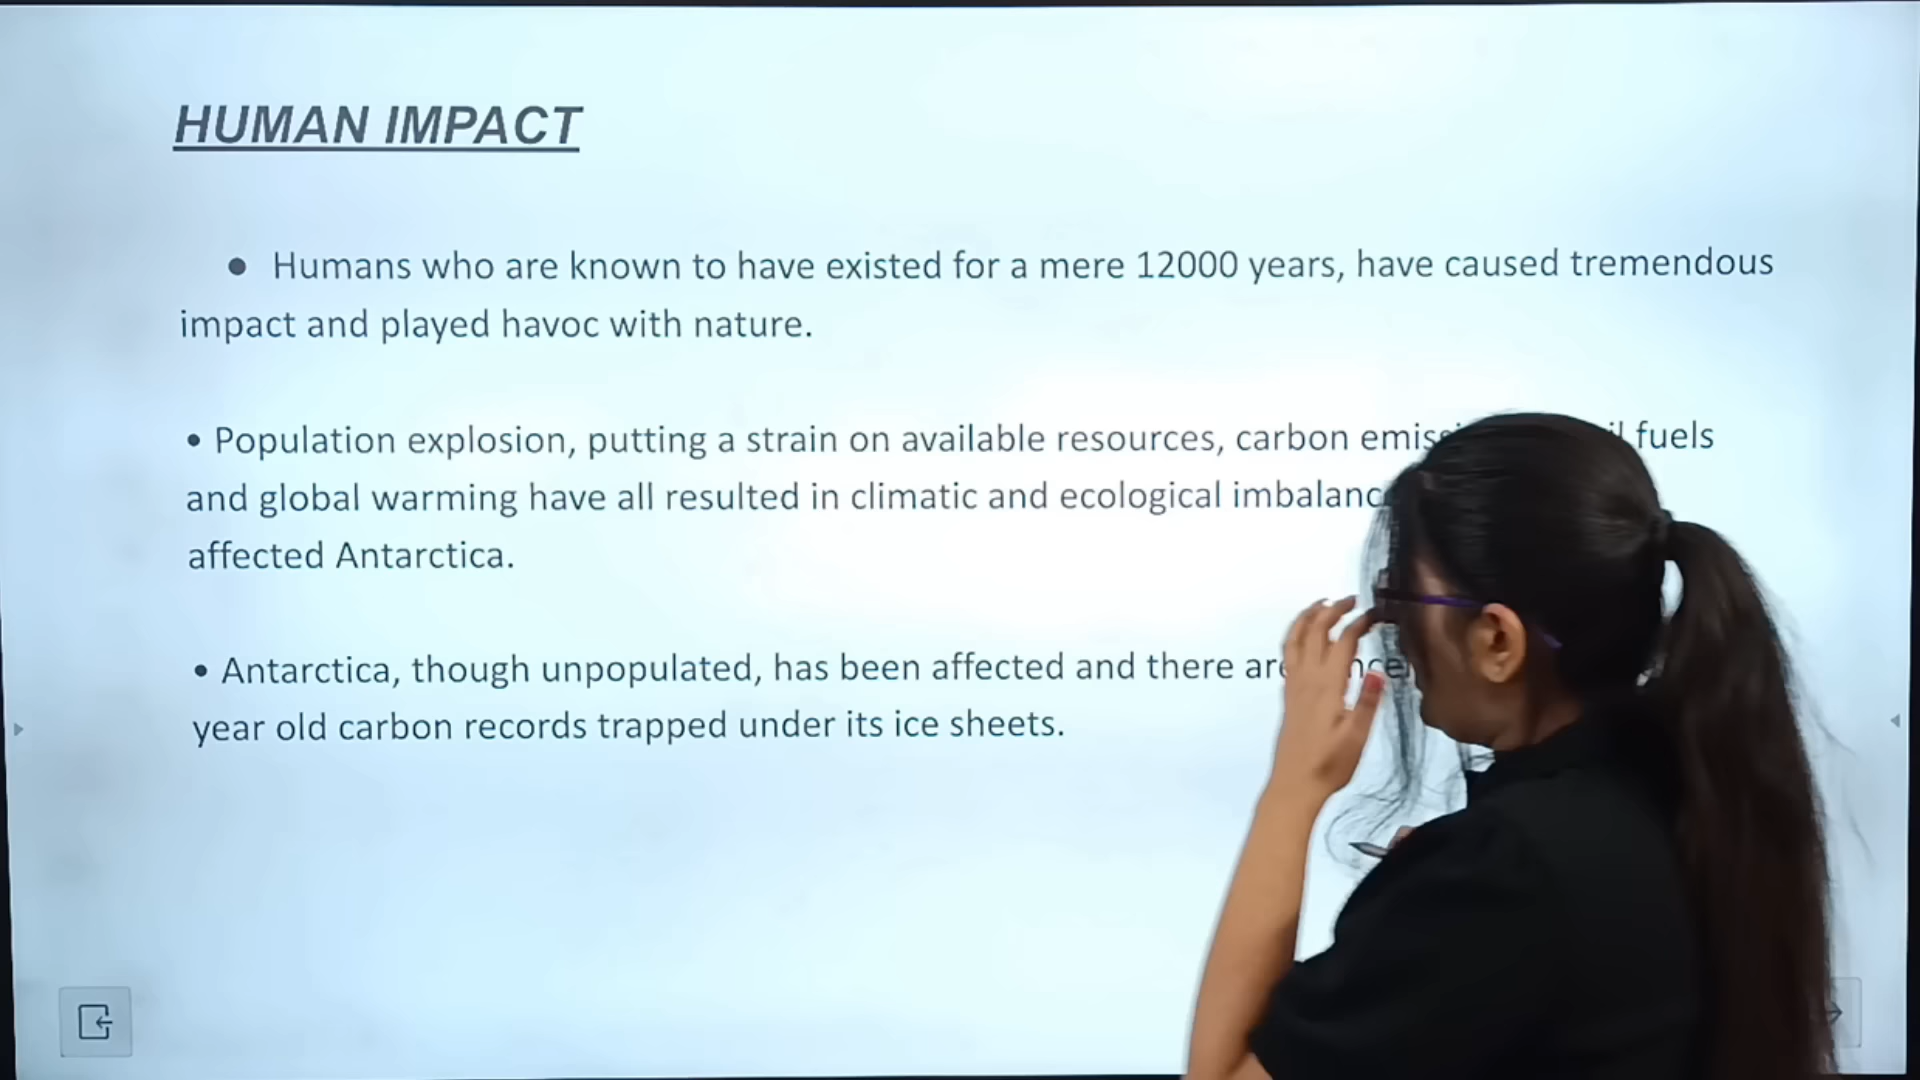 HUMAN IMPACT
● Humans who are known to have existed for a mere 12000 years, have caused tremendous
impact and played havoc with nature.
• Population explosion, putting a strain on available resources, carbon fuels
and global warming have all resulted in climatic and ecological
affected Antarctica.
• Antarctica, though unpopulated, has been affected and there
year old carbon records trapped under its ice sheets.